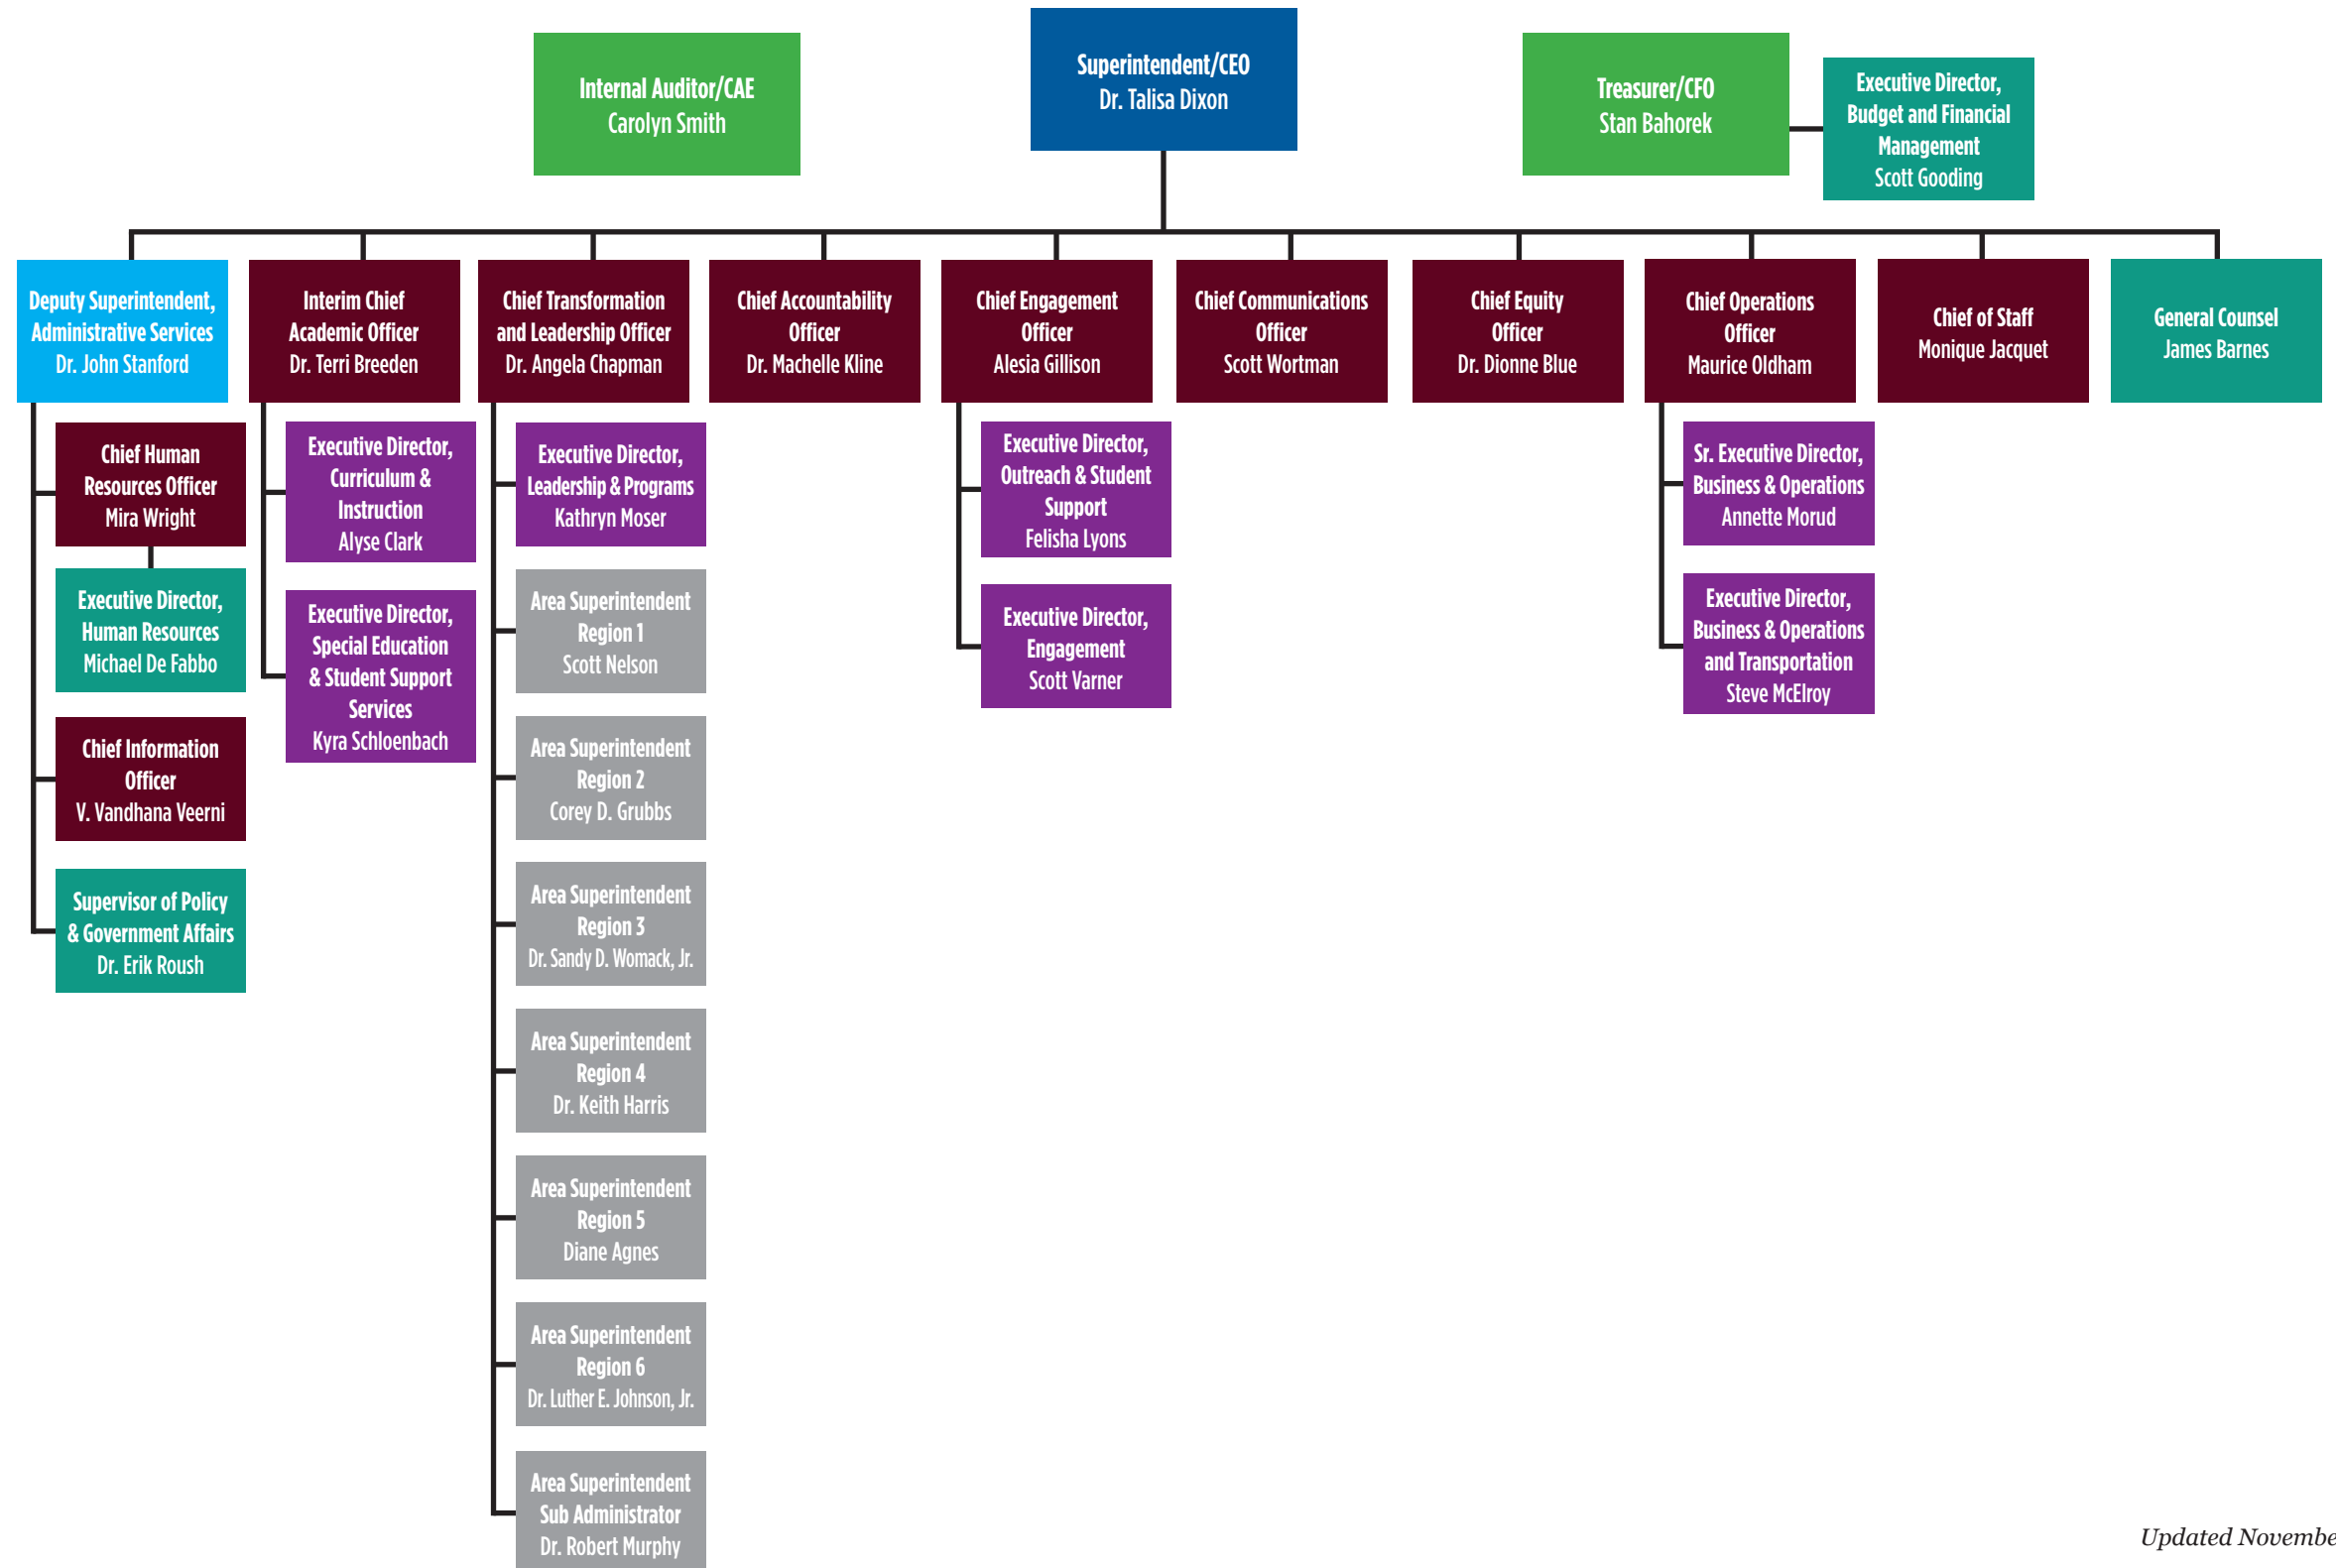 Internal Auditor/CAE
Carolyn Smith
Superintendent/CEO
Dr. Talisa Dixon
Treasurer/CFO
Stan Bahorek
Executive Director,
Budget and Financial
Management
Scott Gooding
Deputy Superintendent,
Administrative Services
Dr. John Stanford
Interim Chief
Academic Officer
Dr. Terri Breeden
Chief Transformation
and Leadership Officer
Dr. Angela Chapman
Chief Accountability
Officer
Dr. Machelle Kline
Chief Engagement
Officer
Alesia Gillison
Chief Communications
Officer
Scott Wortman
Chief Equity
Officer
Dr. Dionne Blue
Chief Operations
Officer
Maurice Oldham
Chief of Staff
Monique Jacquet
General Counsel
James Barnes
Chief Human
Resources Officer
Mira Wright
Executive Director,
Human Resources
Michael De Fabbo
Chief Information
Officer
V. Vandhana Veerni
Supervisor of Policy
& Government Affairs
Dr. Erik Roush
Executive Director,
Curriculum &
Instruction
Alyse Clark
Executive Director,
Special Education
& Student Support
Services
Kyra Schloenbach
Executive Director,
Leadership & Programs
Kathryn Moser
Area Superintendent
Region 1
Scott Nelson
Area Superintendent
Region 2
Corey D. Grubbs
Area Superintendent
Region 3
Dr. Sandy D. Womack, Jr.
Area Superintendent
Region 4
Dr. Keith Harris
Area Superintendent
Region 5
Diane Agnes
Area Superintendent
Region 6
Dr. Luther E. Johnson, Jr.
Area Superintendent
Sub Administrator
Dr. Robert Murphy
Executive Director,
Outreach & Student
Support
Felisha Lyons
Executive Director,
Engagement
Scott Varner
Sr. Executive Director,
Business & Operations
Annette Morud
Executive Director,
Business & Operations
and Transportation
Steve McElroy
Updated Novembe